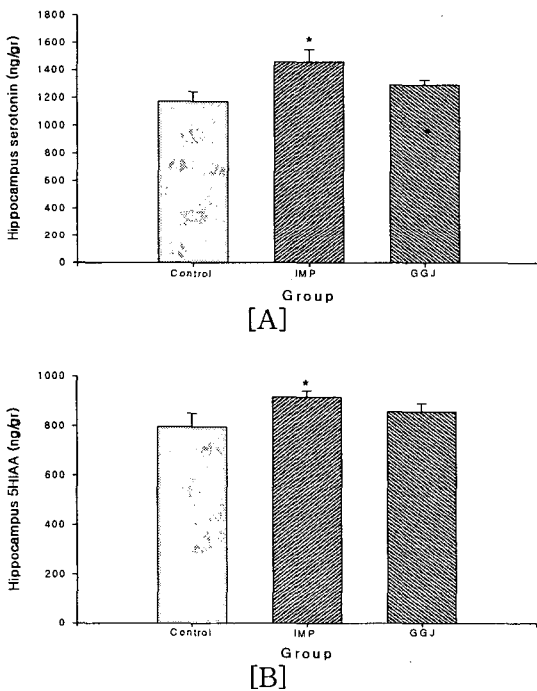 Hippocampus serotonin (ng/gr)
1800
1600
1400
1200
1000
800
600
400
200
0
*
*
Control IMP GGJ
Group
[A]
Hippocampus 5HIAA (ng/gr)
1000
800
600
400
200
0
*
Control IMP GGJ
Group
[B]